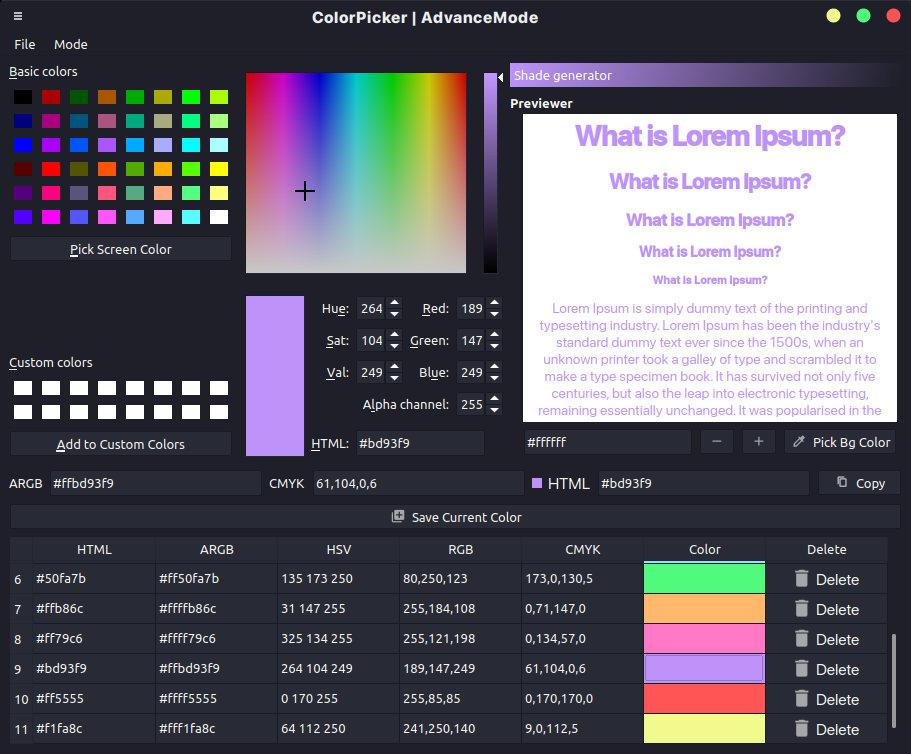 ColorPicker | AdvanceMode
File Mode
Basic colors
Pick Screen Color
Custom colors
Add to Custom Colors
Hue: 264 Red: 189
Sat: 104 Green: 147
Val: 249 Blue: 249
Alpha channel: 255
HTML: #bd93f9
Shade generator
Previewer
What is Lorem Ipsum?
What is Lorem Ipsum?
What is Lorem Ipsum?
What is Lorem Ipsum?
What is Lorem Ipsum?
Lorem Ipsum is simply dummy text of the printing and
typesetting industry. Lorem Ipsum has been the industry's
standard dummy text ever since the 1500s, when an
unknown printer took a galley of type and scrambled it to
make a type specimen book. It has survived not only five
centuries, but also the leap into electronic typesetting,
remaining essentially unchanged. It was popularised in the
#ffffff − + Pick Bg Color
ARGB #ffbd93f9 CMYK 61,104,0,6 HTML #bd93f9 Copy
Save Current Color
HTML ARGB HSV RGB CMYK Color Delete
6 #50fa7b #ff50fa7b 135 173 250 80,250,123 173,0,130,5 Delete
7 #ffb86c #ffffb86c 31 147 255 255,184,108 0,71,147,0 Delete
8 #ff79c6 #ffff79c6 325 134 255 255,121,198 0,134,57,0 Delete
9 #bd93f9 #ffbd93f9 264 104 249 189,147,249 61,104,0,6 Delete
10 #ff5555 #ffff5555 0 170 255 255,85,85 0,170,170,0 Delete
11 #f1fa8c #fff1fa8c 64 112 250 241,250,140 9,0,112,5 Delete